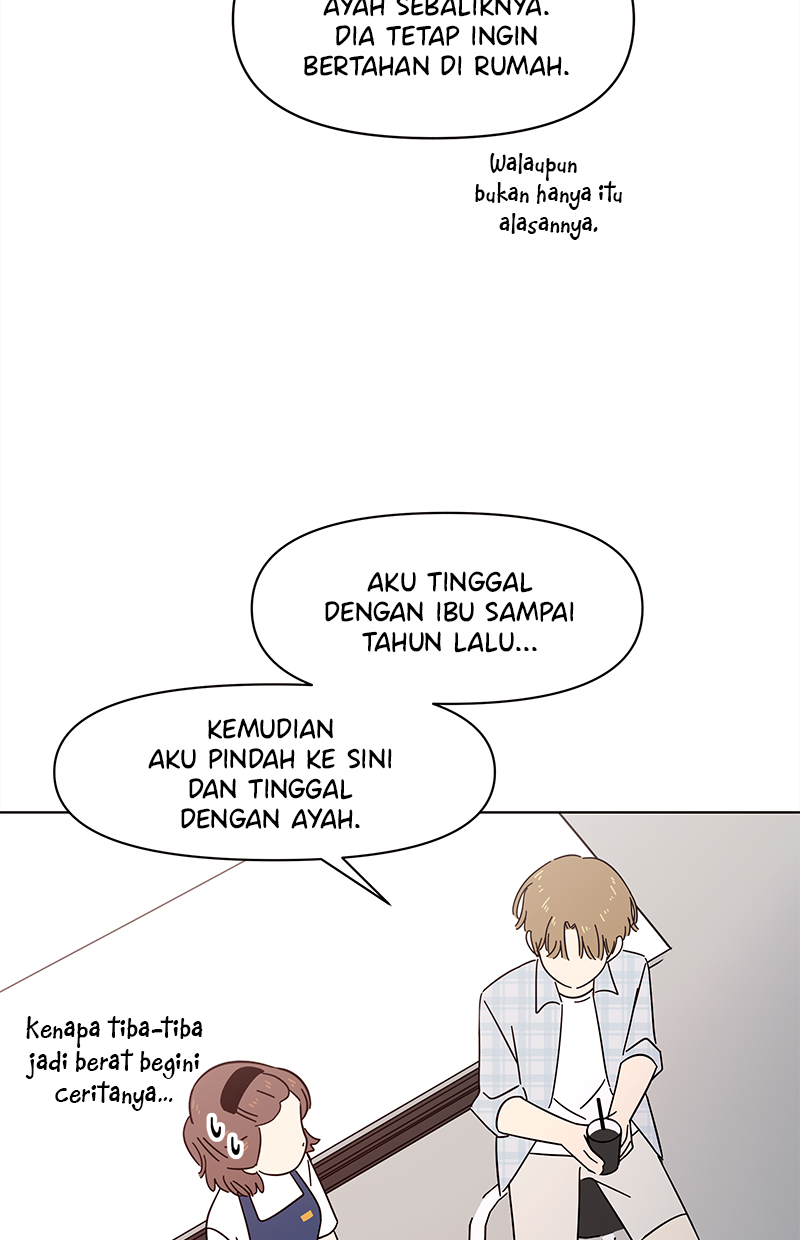 AYAH SEBALIKNYA.
DIA TETAP INGIN
BERTAHAN DI RUMAH.
Walaupun
bukan hanya itu
alasannya.
AKU TINGGAL
DENGAN IBU SAMPAI
TAHUN LALU...
KEMUDIAN
AKU PINDAH KE SINI
DAN TINGGAL
DENGAN AYAH.
Kenapa tiba-tiba
jadi berat begini
ceritanya...